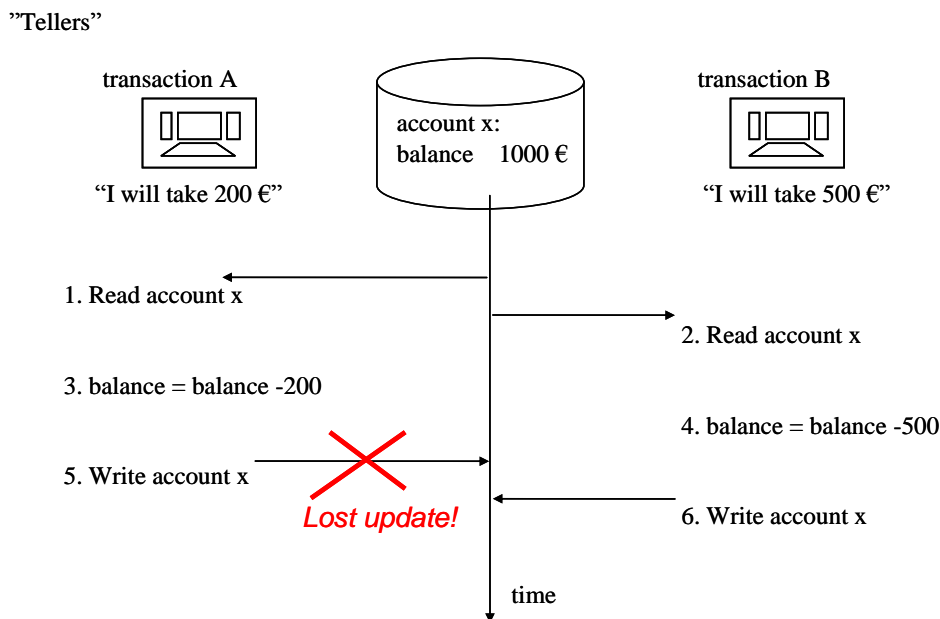 ”Tellers”
transaction A
transaction B
account x:
balance 1000 €
“I will take 200 €”
“I will take 500 €”
1. Read account x
2. Read account x
3. balance = balance -200
4. balance = balance -500
5. Write account x
Lost update!
6. Write account x
time